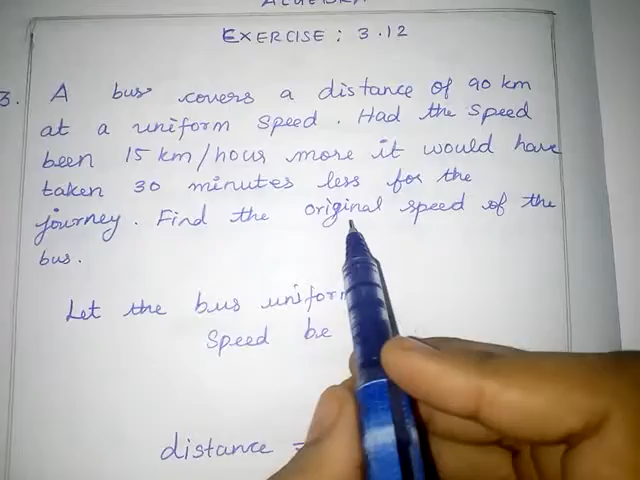 ALGEBRA
EXERCISE : 3.12
3. A bus covers a distance of 90 km
at a uniform speed. Had the speed
been 15 km/hour more it would have
taken 30 minutes less for the
journey. Find the original speed of the
bus.
Let the bus uniform
Speed be
distance =